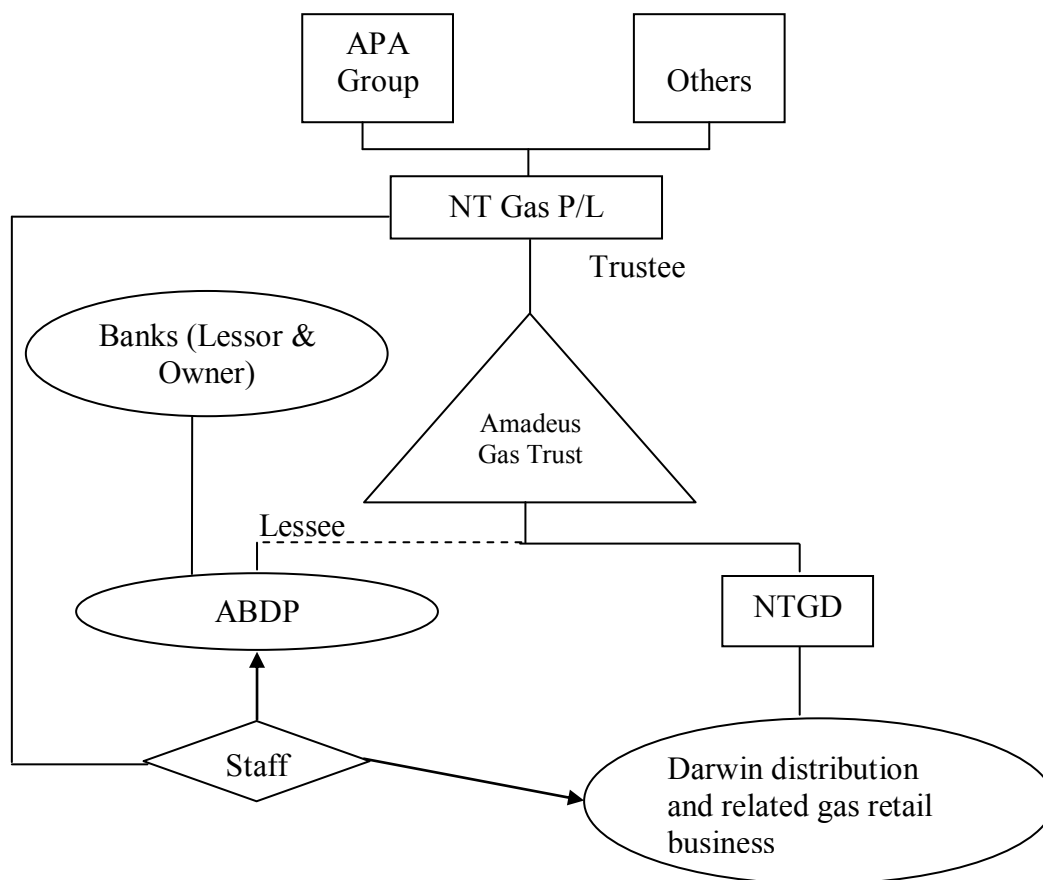 APA
Group
Others
NT Gas P/L
Trustee
Banks (Lessor &
Owner)
Amadeus
Gas Trust
Lessee
ABDP
NTGD
Staff
Darwin distribution
and related gas retail
business